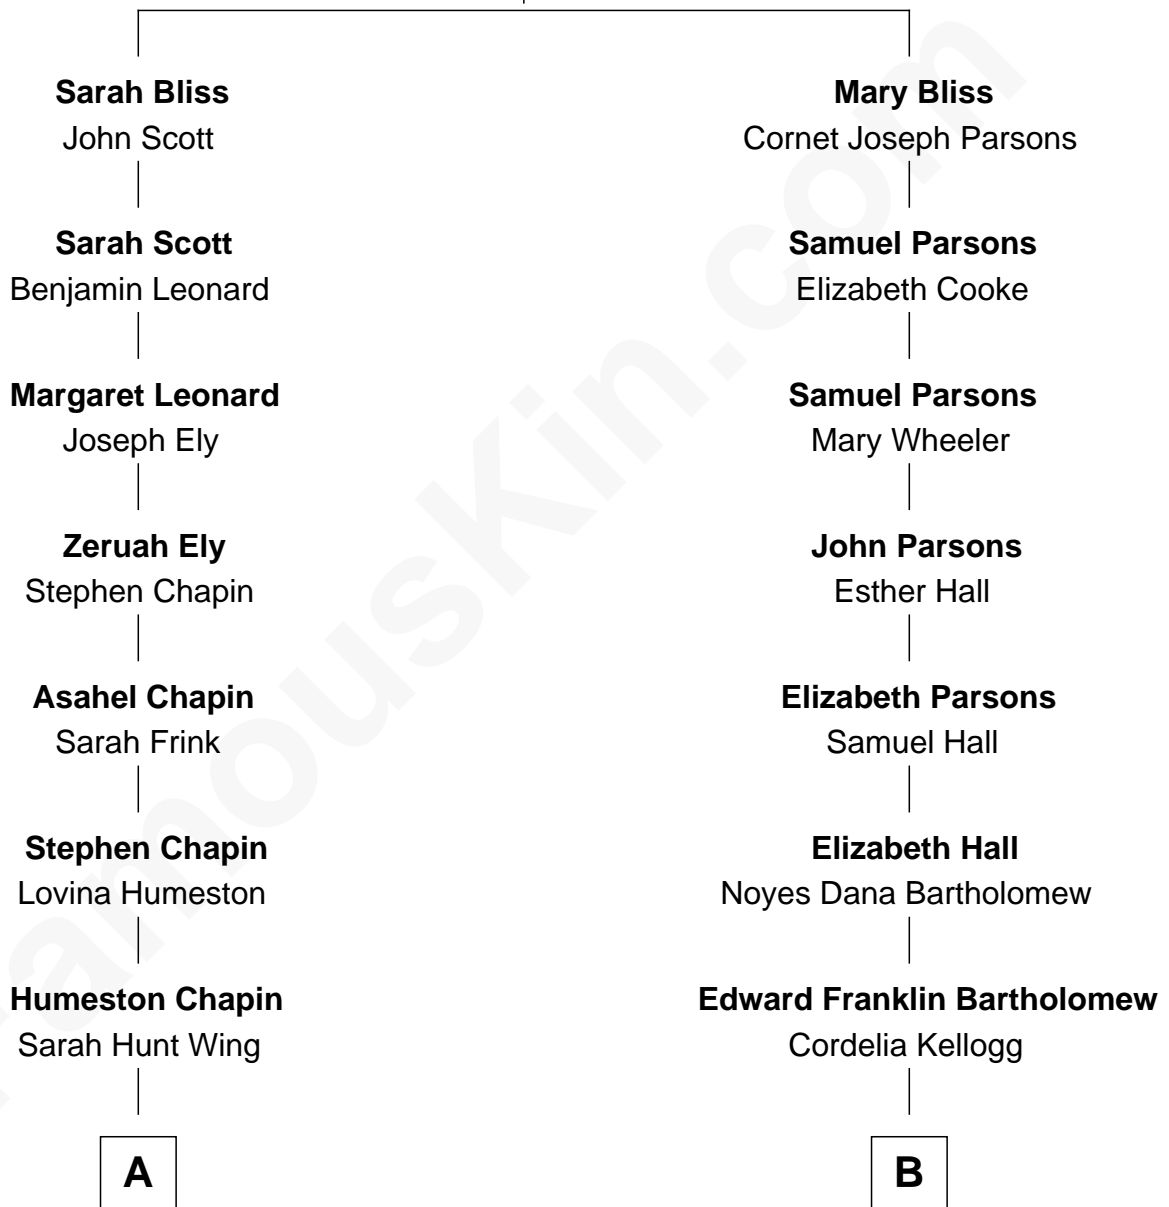 Sarah Bliss
John Scott
Mary Bliss
Cornet Joseph Parsons
Sarah Scott
Benjamin Leonard
Samuel Parsons
Elizabeth Cooke
Margaret Leonard
Joseph Ely
Samuel Parsons
Mary Wheeler
Zeruah Ely
Stephen Chapin
John Parsons
Esther Hall
Asahel Chapin
Sarah Frink
Elizabeth Parsons
Samuel Hall
Stephen Chapin
Lovina Humeston
Elizabeth Hall
Noyes Dana Bartholomew
Humeston Chapin
Sarah Hunt Wing
Edward Franklin Bartholomew
Cordelia Kellogg
A
B
FamousKin.com